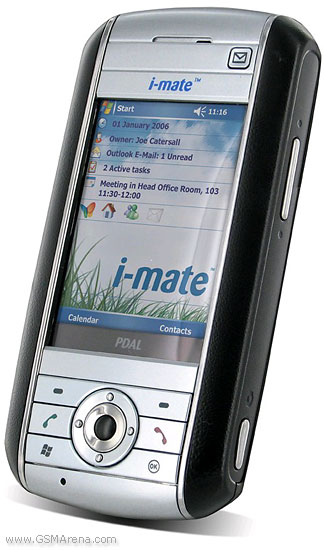 i-mate™
Start 11:16
01 January 2006
Owner: Joe Catersall
Outlook E-Mail: 1 Unread
2 Active tasks
Meeting in Head Office Room, 103
11:30-12:00
i-mate™
Calendar Contacts
PDAL
OK
www.GSMArena.com